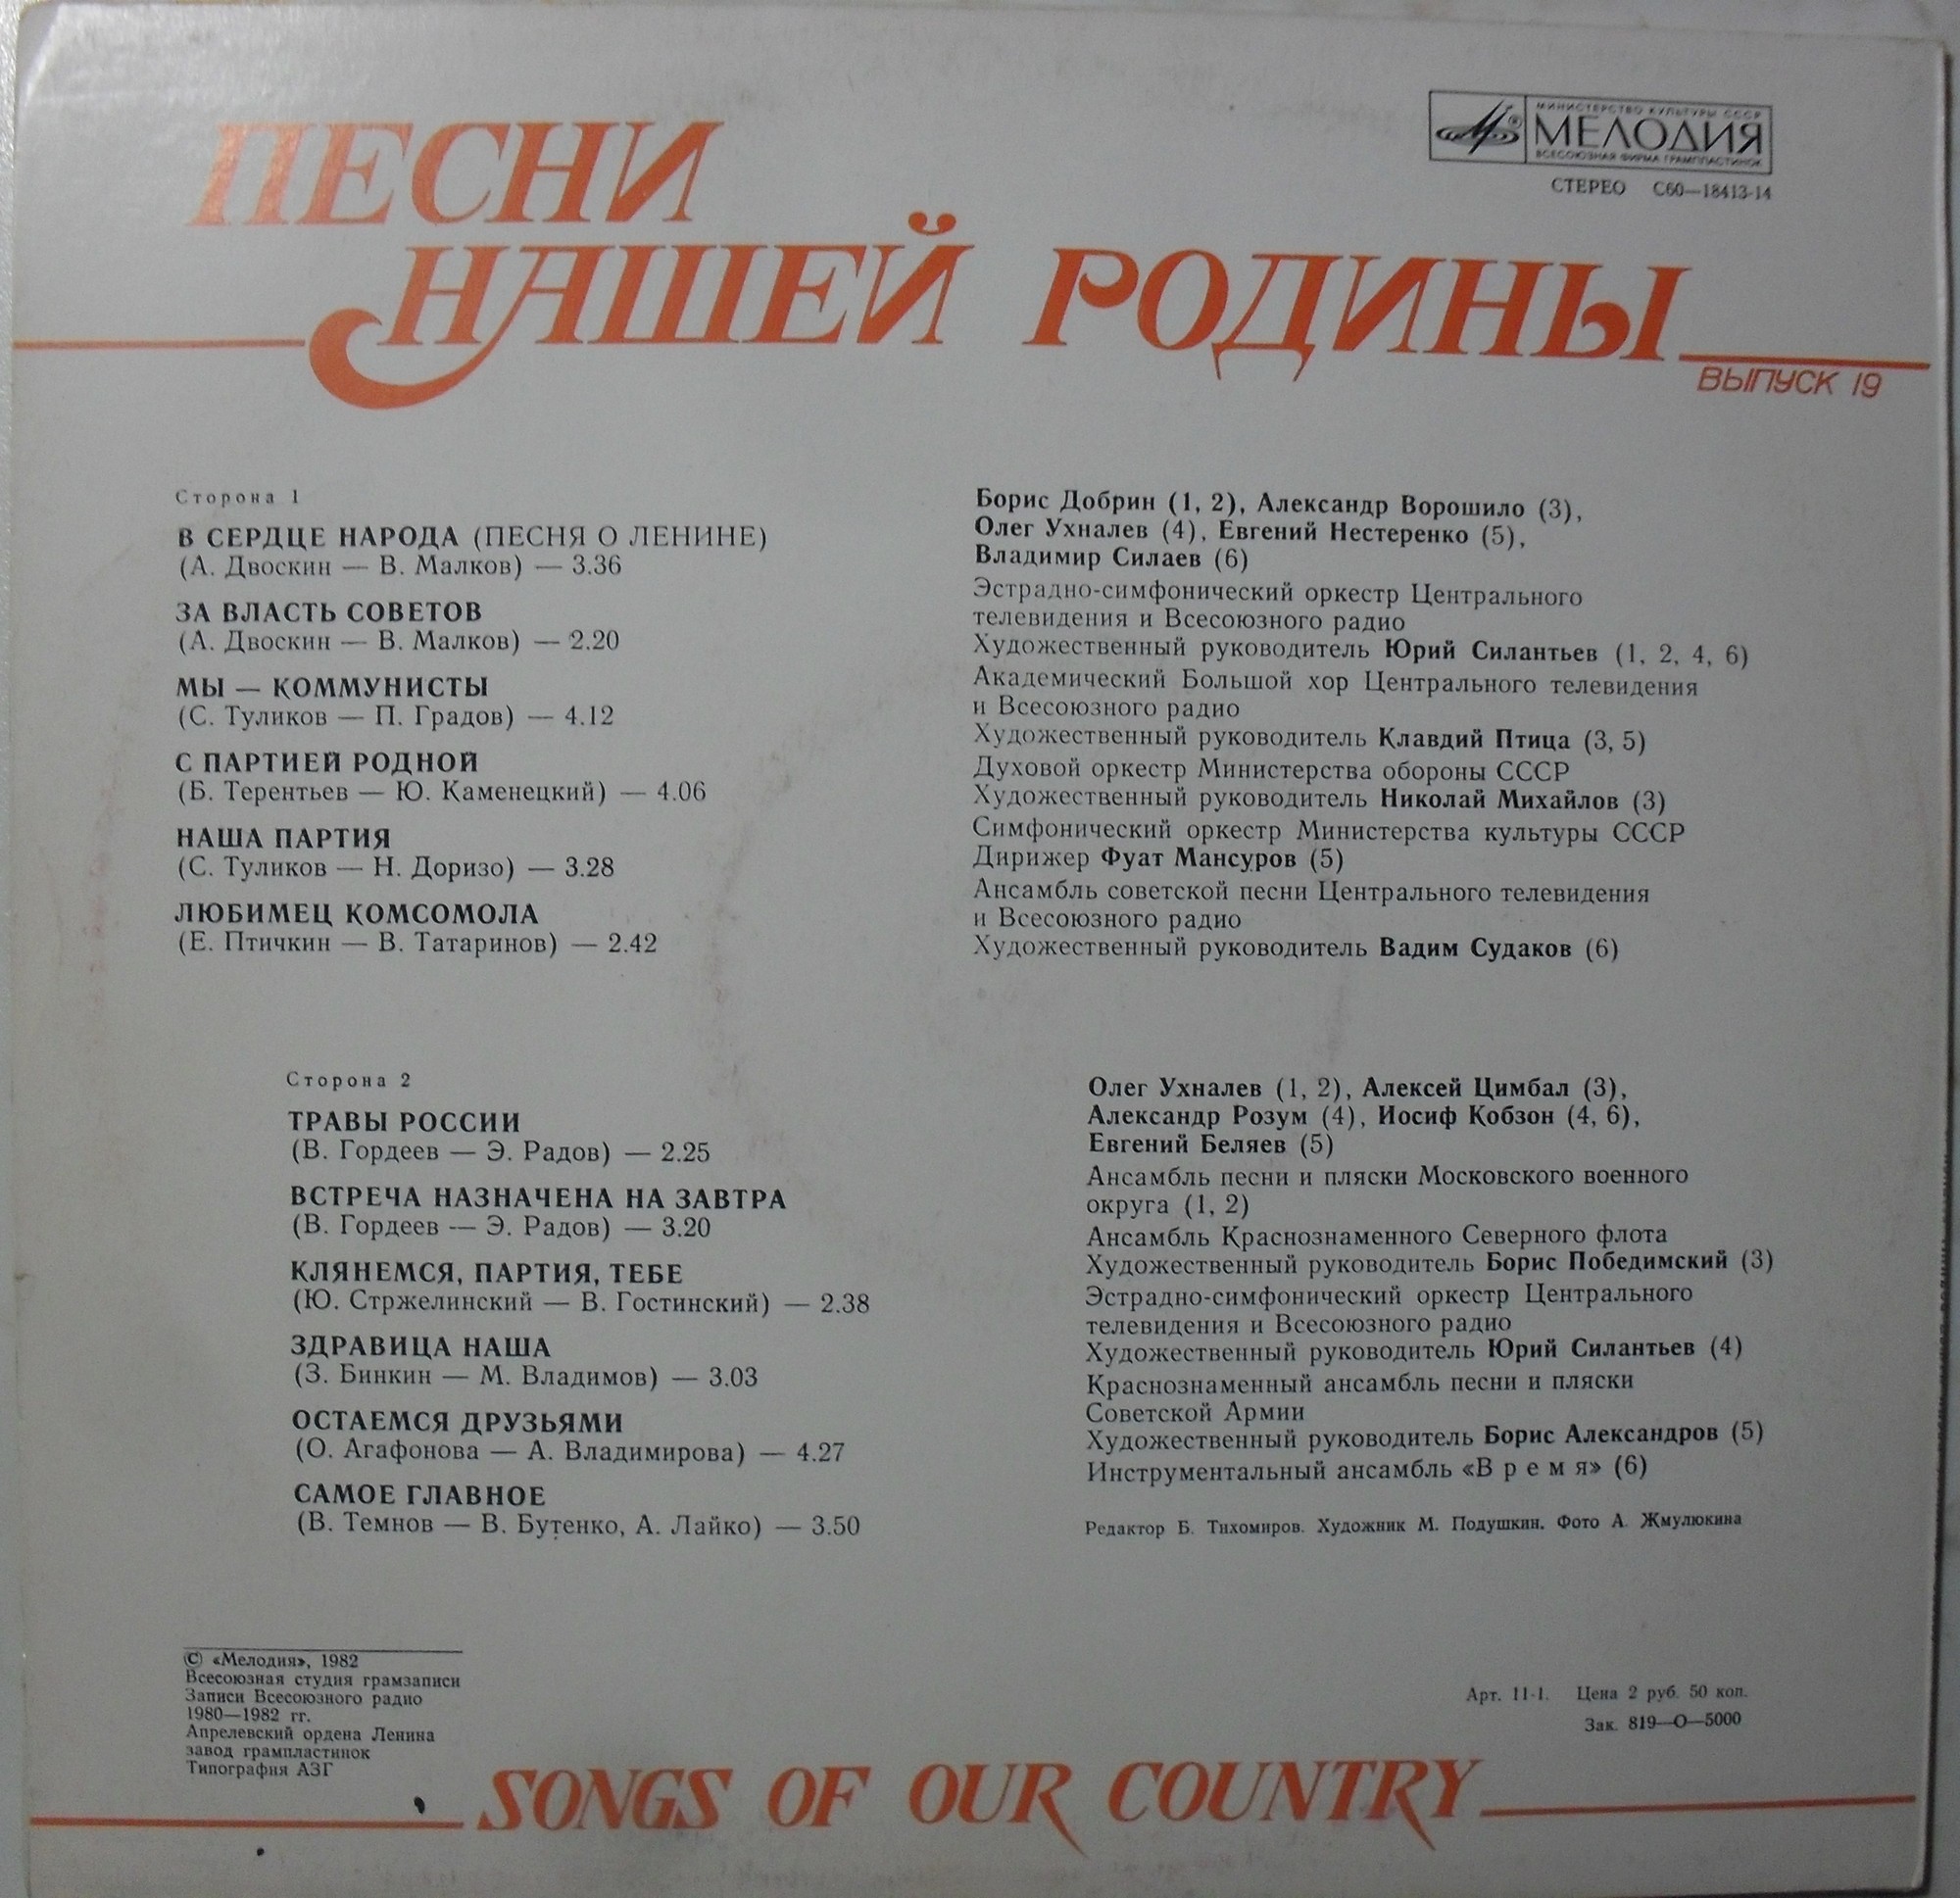 ПЕСНИ
НАШЕЙ РОДИНЫ
ВЫПУСК 19
МИНИСТЕРСТВО КУЛЬТУРЫ СССР
МЕЛОДИЯ
ВСЕСОЮЗНАЯ ФИРМА ГРАМПЛАСТИНОК
СТЕРЕО С60—18413-14
Сторона 1
В СЕРДЦЕ НАРОДА (ПЕСНЯ О ЛЕНИНЕ)
(А. Двоскин — В. Малков) — 3.36
ЗА ВЛАСТЬ СОВЕТОВ
(А. Двоскин — В. Малков) — 2.20
МЫ — КОММУНИСТЫ
(С. Туликов — П. Градов) — 4.12
С ПАРТИЕЙ РОДНОЙ
(Б. Терентьев — Ю. Каменецкий) — 4.06
НАША ПАРТИЯ
(С. Туликов — Н. Доризо) — 3.28
ЛЮБИМЕЦ КОМСОМОЛА
(Е. Птичкин — В. Татаринов) — 2.42
Борис Добрин (1, 2), Александр Ворошило (3),
Олег Ухналев (4), Евгений Нестеренко (5),
Владимир Силаев (6)
Эстрадно-симфонический оркестр Центрального
телевидения и Всесоюзного радио
Художественный руководитель Юрий Силантьев (1, 2, 4, 6)
Академический Большой хор Центрального телевидения
и Всесоюзного радио
Художественный руководитель Клавдий Птица (3, 5)
Духовой оркестр Министерства обороны СССР
Художественный руководитель Николай Михайлов (3)
Симфонический оркестр Министерства культуры СССР
Дирижер Фуат Мансуров (5)
Ансамбль советской песни Центрального телевидения
и Всесоюзного радио
Художественный руководитель Вадим Судаков (6)
Сторона 2
ТРАВЫ РОССИИ
(В. Гордеев — Э. Радов) — 2.25
ВСТРЕЧА НАЗНАЧЕНА НА ЗАВТРА
(В. Гордеев — Э. Радов) — 3.20
КЛЯНЕМСЯ, ПАРТИЯ, ТЕБЕ
(Ю. Стржелинский — В. Гостинский) — 2.38
ЗДРАВИЦА НАША
(З. Бинкин — М. Владимов) — 3.03
ОСТАЕМСЯ ДРУЗЬЯМИ
(О. Агафонова — А. Владимирова) — 4.27
САМОЕ ГЛАВНОЕ
(В. Темнов — В. Бутенко, А. Лайко) — 3.50
Олег Ухналев (1, 2), Алексей Цимбал (3),
Александр Розум (4), Иосиф Кобзон (4, 6),
Евгений Беляев (5)
Ансамбль песни и пляски Московского военного
округа (1, 2)
Ансамбль Краснознаменного Северного флота
Художественный руководитель Борис Победимский (3)
Эстрадно-симфонический оркестр Центрального
телевидения и Всесоюзного радио
Художественный руководитель Юрий Силантьев (4)
Краснознаменный ансамбль песни и пляски
Советской Армии
Художественный руководитель Борис Александров (5)
Инструментальный ансамбль «Время» (6)
Редактор Б. Тихомиров. Художник М. Подушкин. Фото А. Жмулюкина
© «Мелодия», 1982
Всесоюзная студия грамзаписи
Записи Всесоюзного радио
1980—1982 гг.
Апрелевский ордена Ленина
завод грампластинок
Типография АЗГ
Арт. 11-1. Цена 2 руб. 50 коп.
Зак. 819—О—5000
SONGS OF OUR COUNTRY